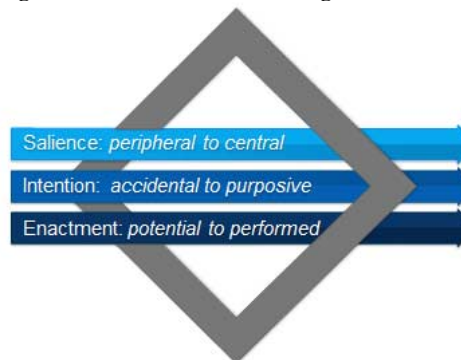 Salience: peripheral to central
Intention: accidental to purposive
Enactment: potential to performed